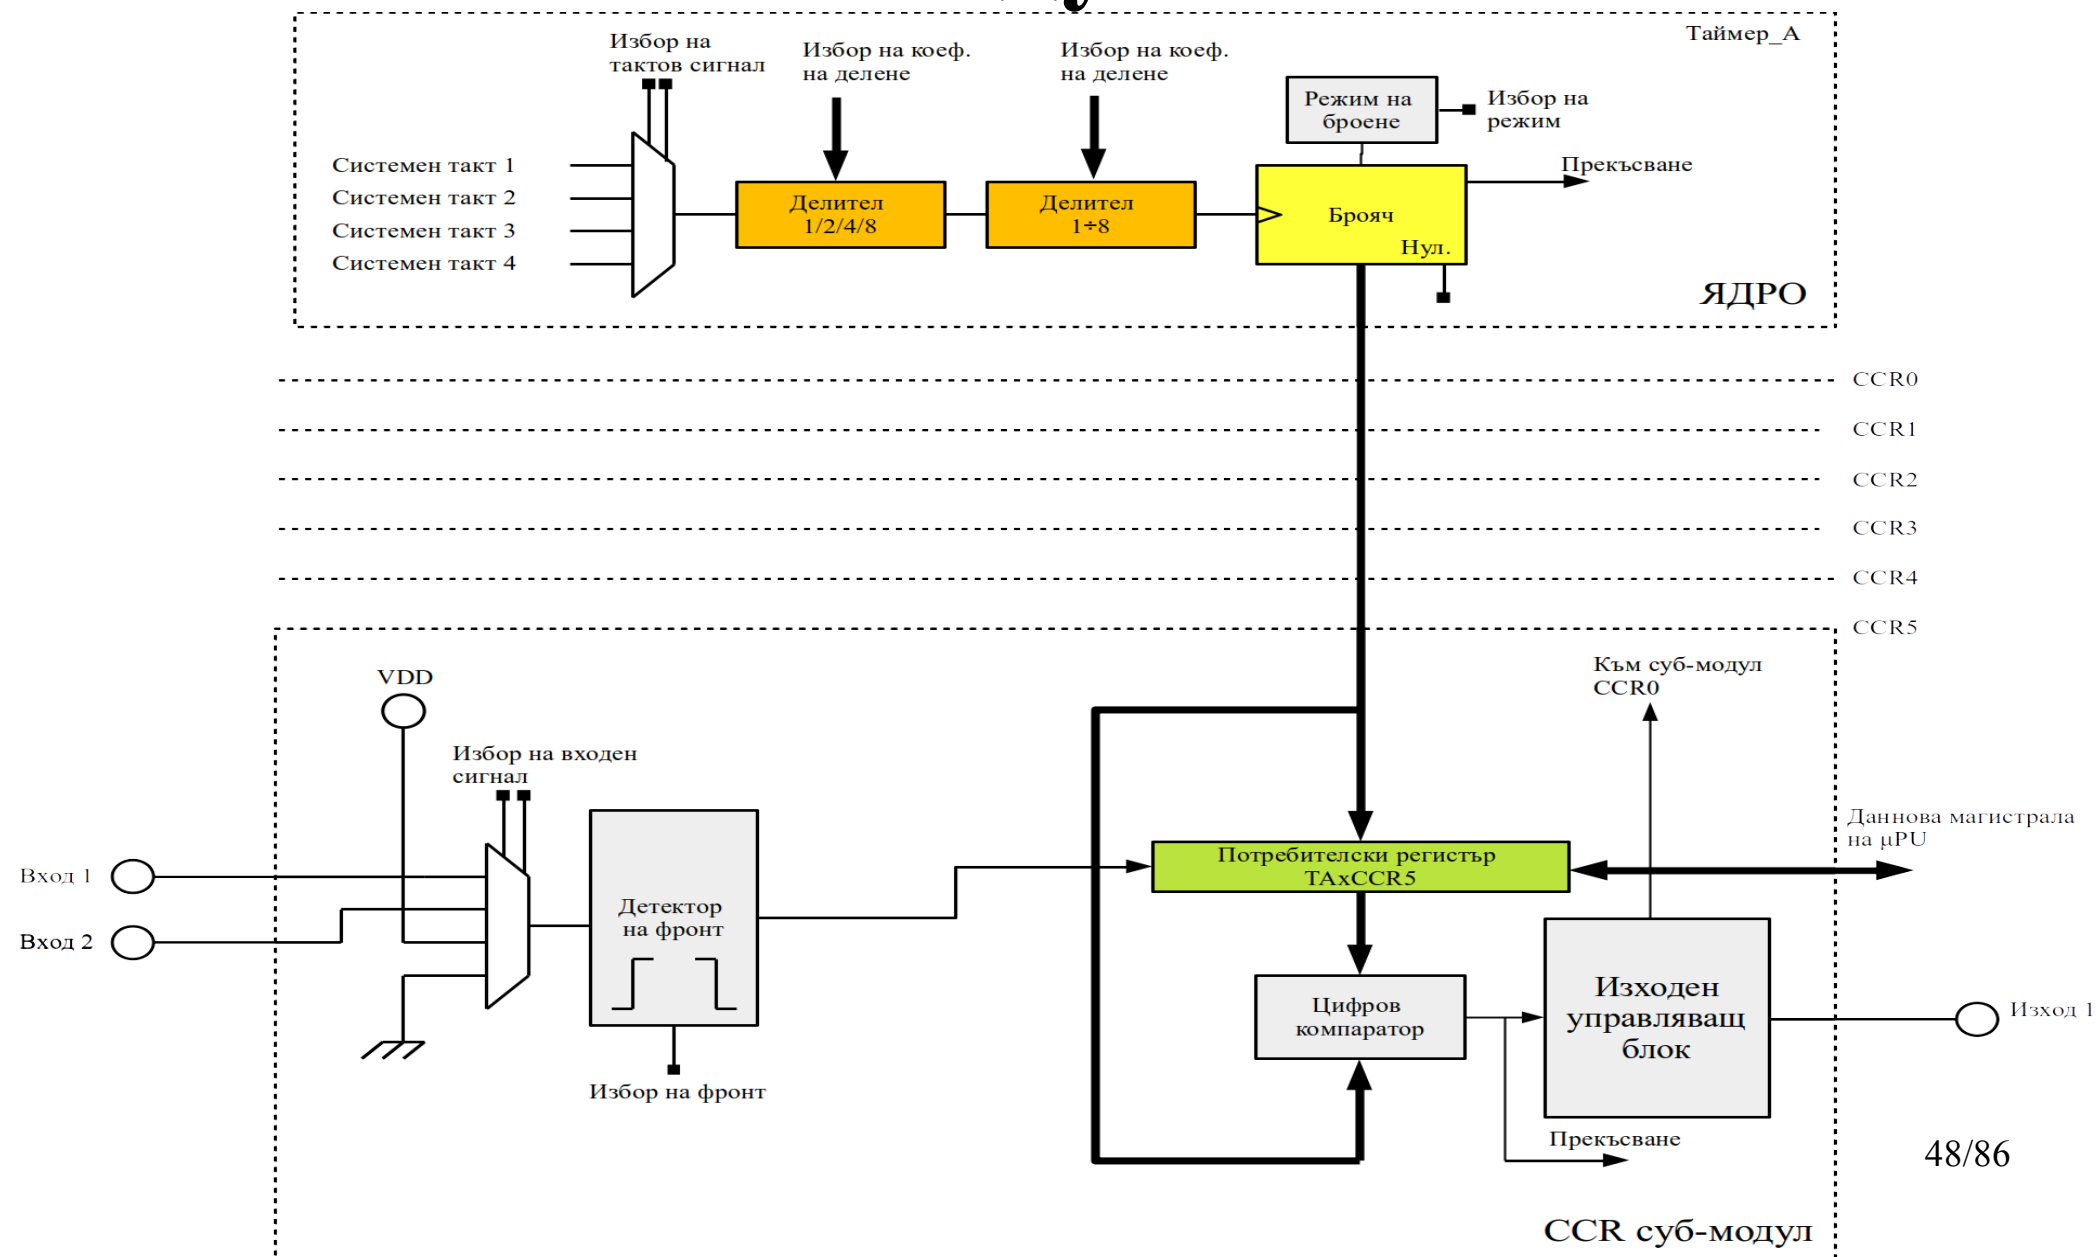 Таймер_А
Избор на
тактов сигнал
Избор на коеф.
на делене
Избор на коеф.
на делене
Режим на
броене
Избор на
режим
Системен такт 1
Системен такт 2
Системен такт 3
Системен такт 4
Делител
1/2/4/8
Делител
1÷8
Брояч
Нул.
Прекъсване
ЯДРО
CCR0
CCR1
CCR2
CCR3
CCR4
CCR5
VDD
Избор на входен
сигнал
Към суб-модул
CCR0
Вход 1
Вход 2
Детектор
на фронт
Избор на фронт
Потребителски регистър
TAxCCR5
Даннова магистрала
на µPU
Цифров
компаратор
Изходен
управляващ
блок
Изход 1
Прекъсване
48/86
CCR суб-модул